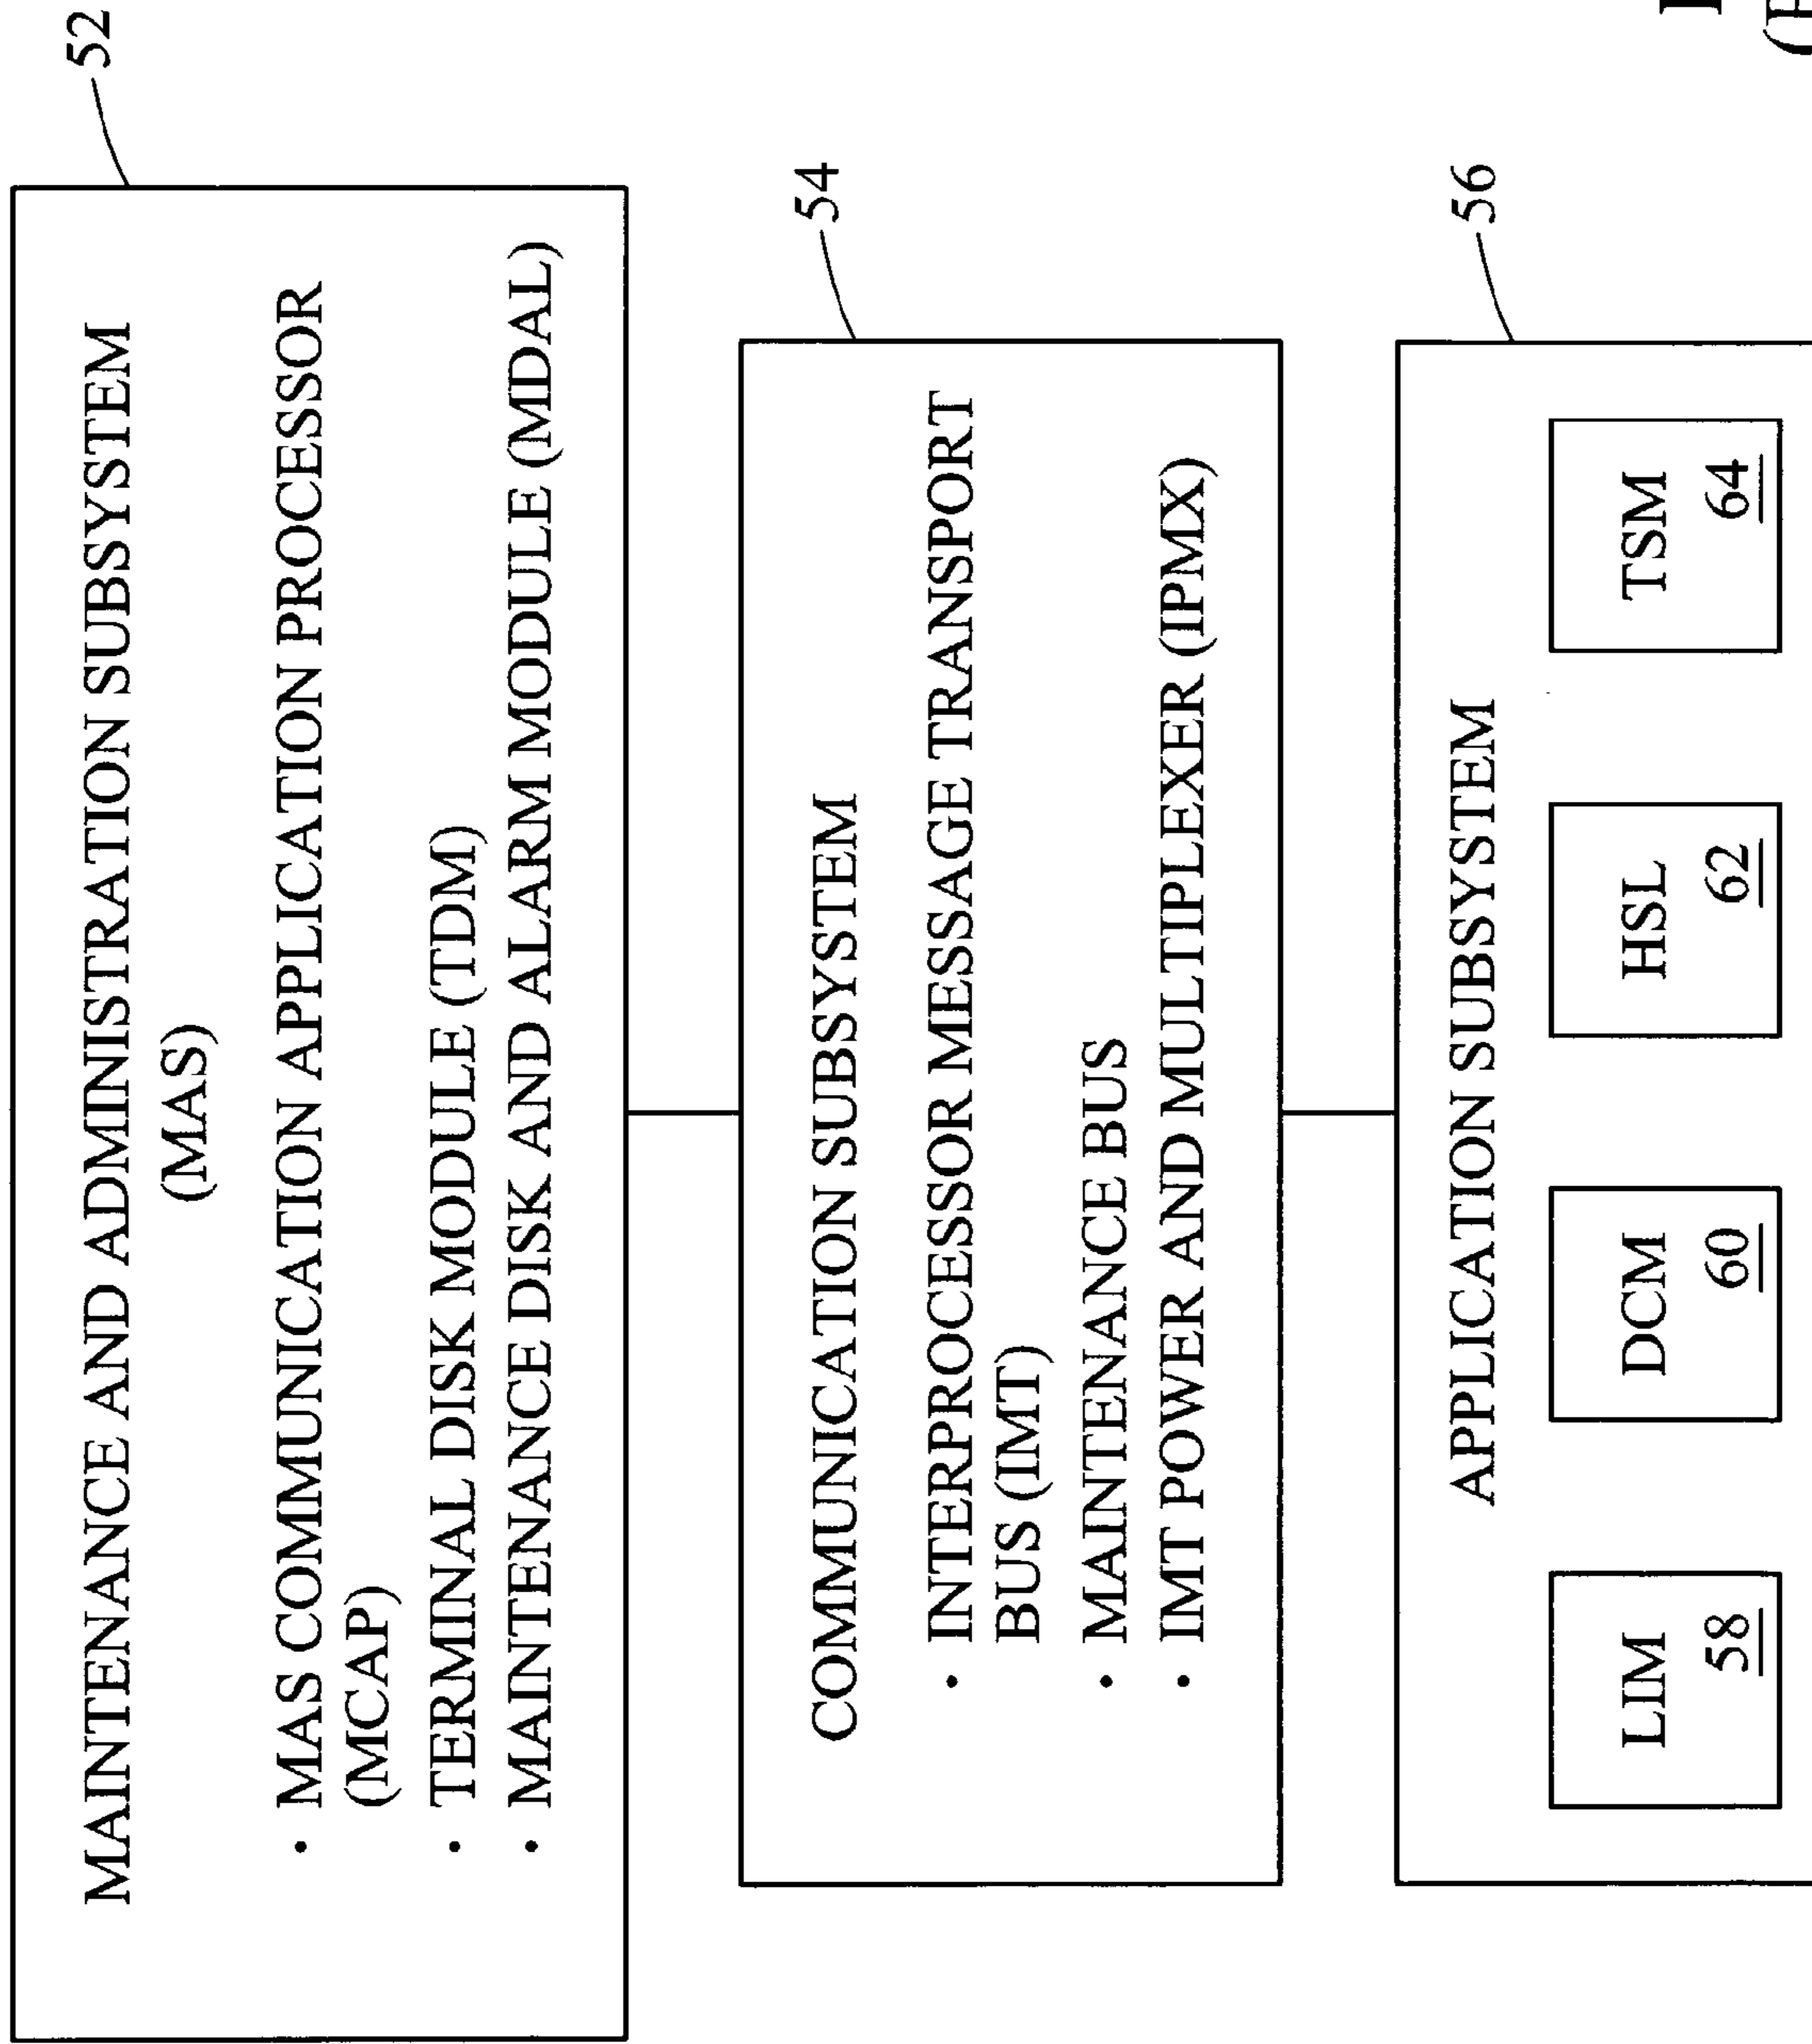 52
MAINTENANCE AND ADMINISTRATION SUBSYSTEM
(MAS)
· MAS COMMUNICATION APPLICATION PROCESSOR
(MCAP)
· TERMINAL DISK MODULE (TDM)
· MAINTENANCE DISK AND ALARM MODULE (MDAL)
54
COMMUNICATION SUBSYSTEM
· INTERPROCESSOR MESSAGE TRANSPORT
BUS (IMT)
· MAINTENANCE BUS
· IMT POWER AND MULTIPLEXER (IPMX)
56
APPLICATION SUBSYSTEM
LIM
58
DCM
60
HSL
62
TSM
64